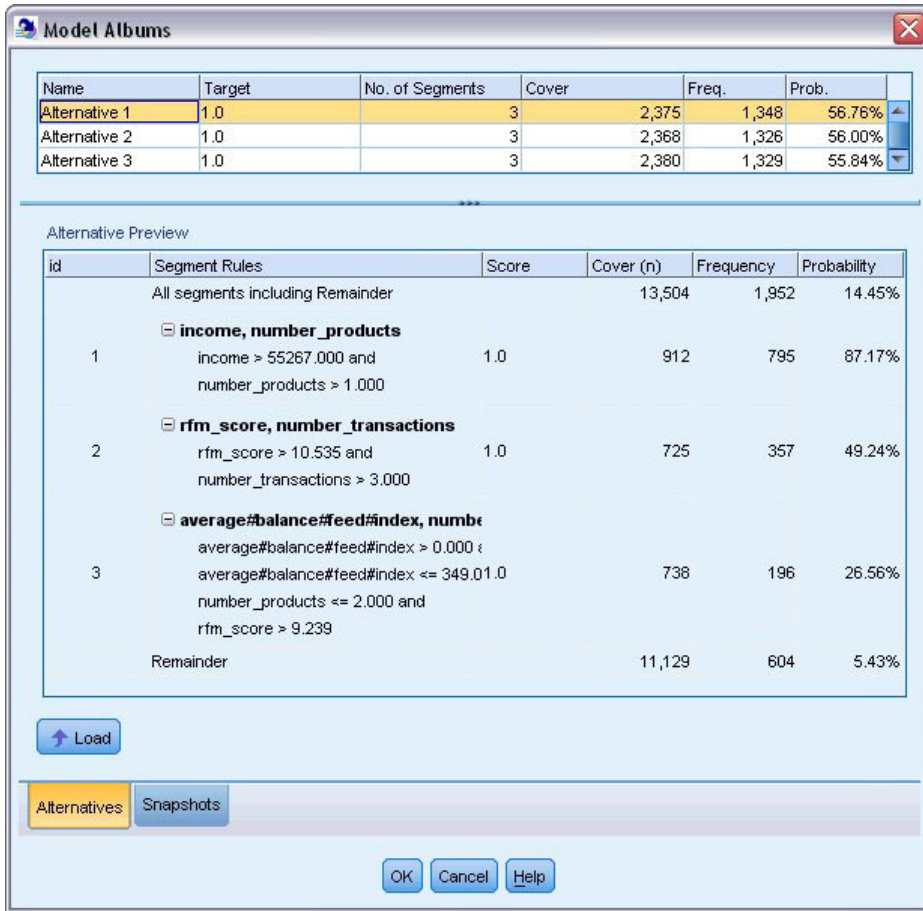 Model Albums
Name Target No. of Segments Cover Freq. Prob.
Alternative 1 1.0 3 2,375 1,348 56.76%
Alternative 2 1.0 3 2,368 1,326 56.00%
Alternative 3 1.0 3 2,380 1,329 55.84%
Alternative Preview
id Segment Rules Score Cover (n) Frequency Probability
All segments including Remainder 13,504 1,952 14.45%
income, number_products
1 income > 55267.000 and 1.0 912 795 87.17%
number_products > 1.000
rfm_score, number_transactions
2 rfm_score > 10.535 and 1.0 725 357 49.24%
number_transactions > 3.000
average#balance#feed#index, numbe
average#balance#feed#index > 0.000 a
3 average#balance#feed#index <= 349.0 1.0 738 196 26.56%
number_products <= 2.000 and
rfm_score > 9.239
Remainder 11,129 604 5.43%
Load
Alternatives Snapshots
OK Cancel Help